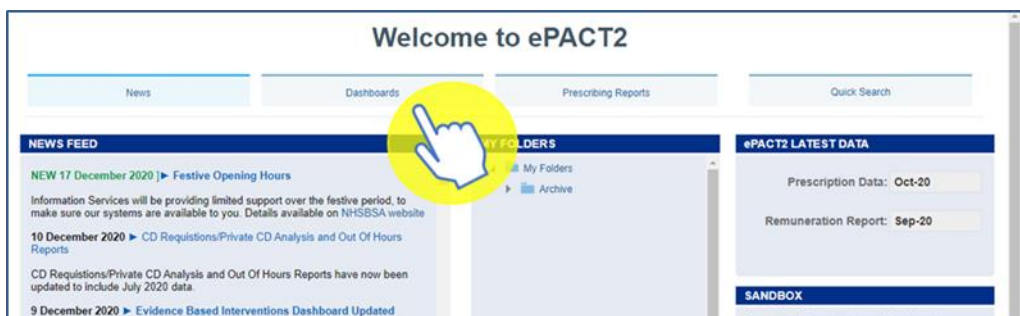 Welcome to ePACT2
News
Dashboards
Prescribing Reports
Quick Search
NEWS FEED
NEW 17 December 2020 ]► Festive Opening Hours
Information Services will be providing limited support over the festive period, to
make sure our systems are available to you. Details available on NHSBSA website
10 December 2020 ► CD Requistions/Private CD Analysis and Out Of Hours
Reports
CD Requistions/Private CD Analysis and Out Of Hours Reports have now been
updated to include July 2020 data.
9 December 2020 ► Evidence Based Interventions Dashboard Updated
MY FOLDERS
My Folders
Archive
ePACT2 LATEST DATA
Prescription Data: Oct-20
Remuneration Report: Sep-20
SANDBOX